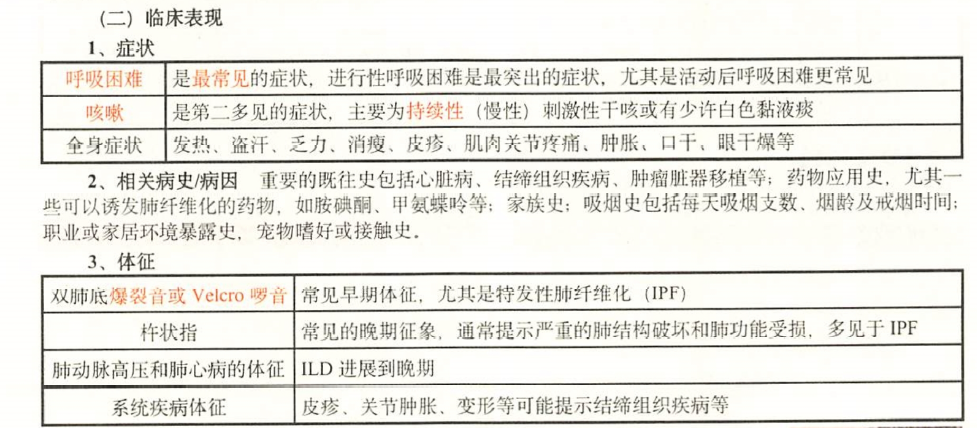 （二）临床表现
1、症状
呼吸困难 是最常见的症状，进行性呼吸困难是最突出的症状，尤其是活动后呼吸困难更常见
咳嗽 是第二多见的症状，主要为持续性（慢性）刺激性干咳或有少许白色黏液痰
全身症状 发热、盗汗、乏力、消瘦、皮疹、肌肉关节疼痛、肿胀、口干、眼干燥等
2、相关病史/病因 重要的既往史包括心脏病、结缔组织疾病、肿瘤脏器移植等；药物应用史，尤其一
些可以诱发肺纤维化的药物，如胺碘酮、甲氨蝶呤等；家族史；吸烟史包括每天吸烟支数、烟龄及戒烟时间；
职业或家居环境暴露史，宠物嗜好或接触史。
3、体征
双肺底爆裂音或 Velcro 啰音 常见早期体征，尤其是特发性肺纤维化（IPF）
杵状指 常见的晚期征象，通常提示严重的肺结构破坏和肺功能受损，多见于 IPF
肺动脉高压和肺心病的体征 ILD 进展到晚期
系统疾病体征 皮疹、关节肿胀、变形等可能提示结缔组织疾病等